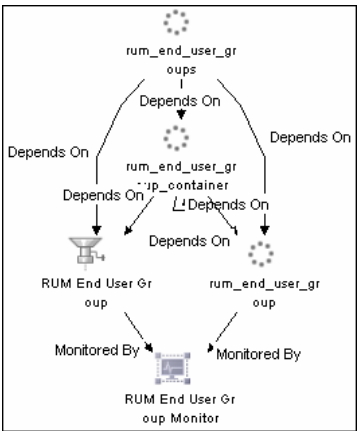 rum_end_user_gr
oups
Depends On
Depends On
Depends On
rum_end_user_gr
oup_container
Depends On
Depends On
Depends On
RUM End User Gr
oup
rum_end_user_gr
oup
Monitored By
Monitored By
RUM End User Gr
oup Monitor